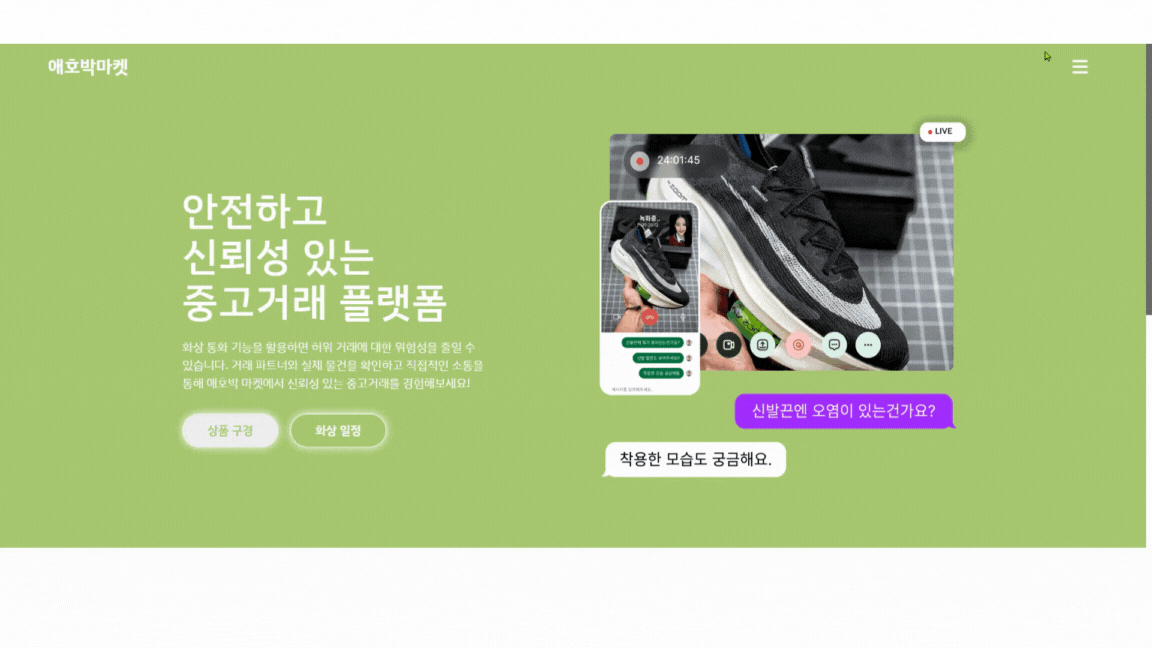 애호박마켓
안전하고
신뢰성 있는
중고거래 플랫폼
화상 통화 기능을 활용하면 허위 거래에 대한 위험성을 줄일 수
있습니다. 거래 파트너와 실제 물건을 확인하고 직접적인 소통을
통해 애호박 마켓에서 신뢰성 있는 중고거래를 경험해보세요!
상품 구경
화상 일정
LIVE
24:01:45
녹화중..
신발끈엔 오염이 있는건가요?
착용한 모습도 궁금해요.